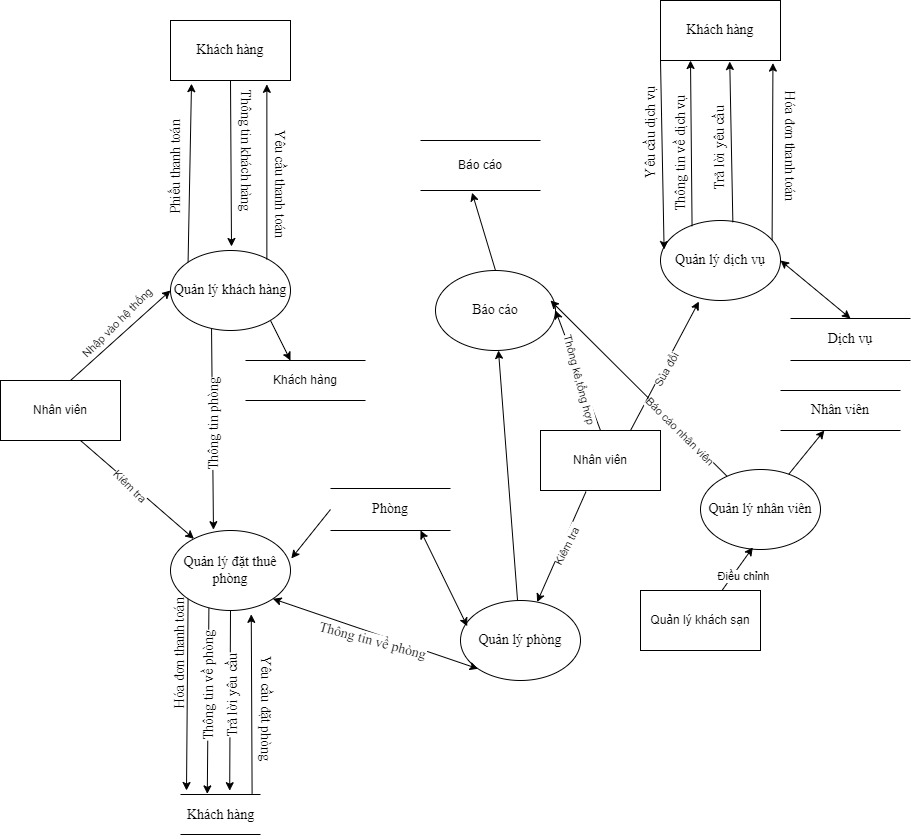 Khách hàng
Khách hàng
Phiếu thanh toán
Thông tin khách hàng
Yêu cầu thanh toán
Yêu cầu dịch vụ
Thông tin về dịch vụ
Trả lời yêu cầu
Hóa đơn thanh toán
Báo cáo
Quản lý khách hàng
Quản lý dịch vụ
Báo cáo
Nhập vào hệ thống
Dịch vụ
Khách hàng
Thống kê,tổng hợp
Sủa đổi
Nhân viên
Nhân viên
Thông tin phòng
Báo cáo nhân viên
Nhân viên
Kiêm tra
Phòng
Quản lý nhân viên
Kiêm tra
Quản lý đặt thuê
phòng
Điều chỉnh
Quản lý khách sạn
Thông tin về phòng
Quản lý phòng
Hóa đơn thanh toán
Thông tin về phòng
Trả lời yêu cầu
Yêu cầu đặt phòng
Khách hàng